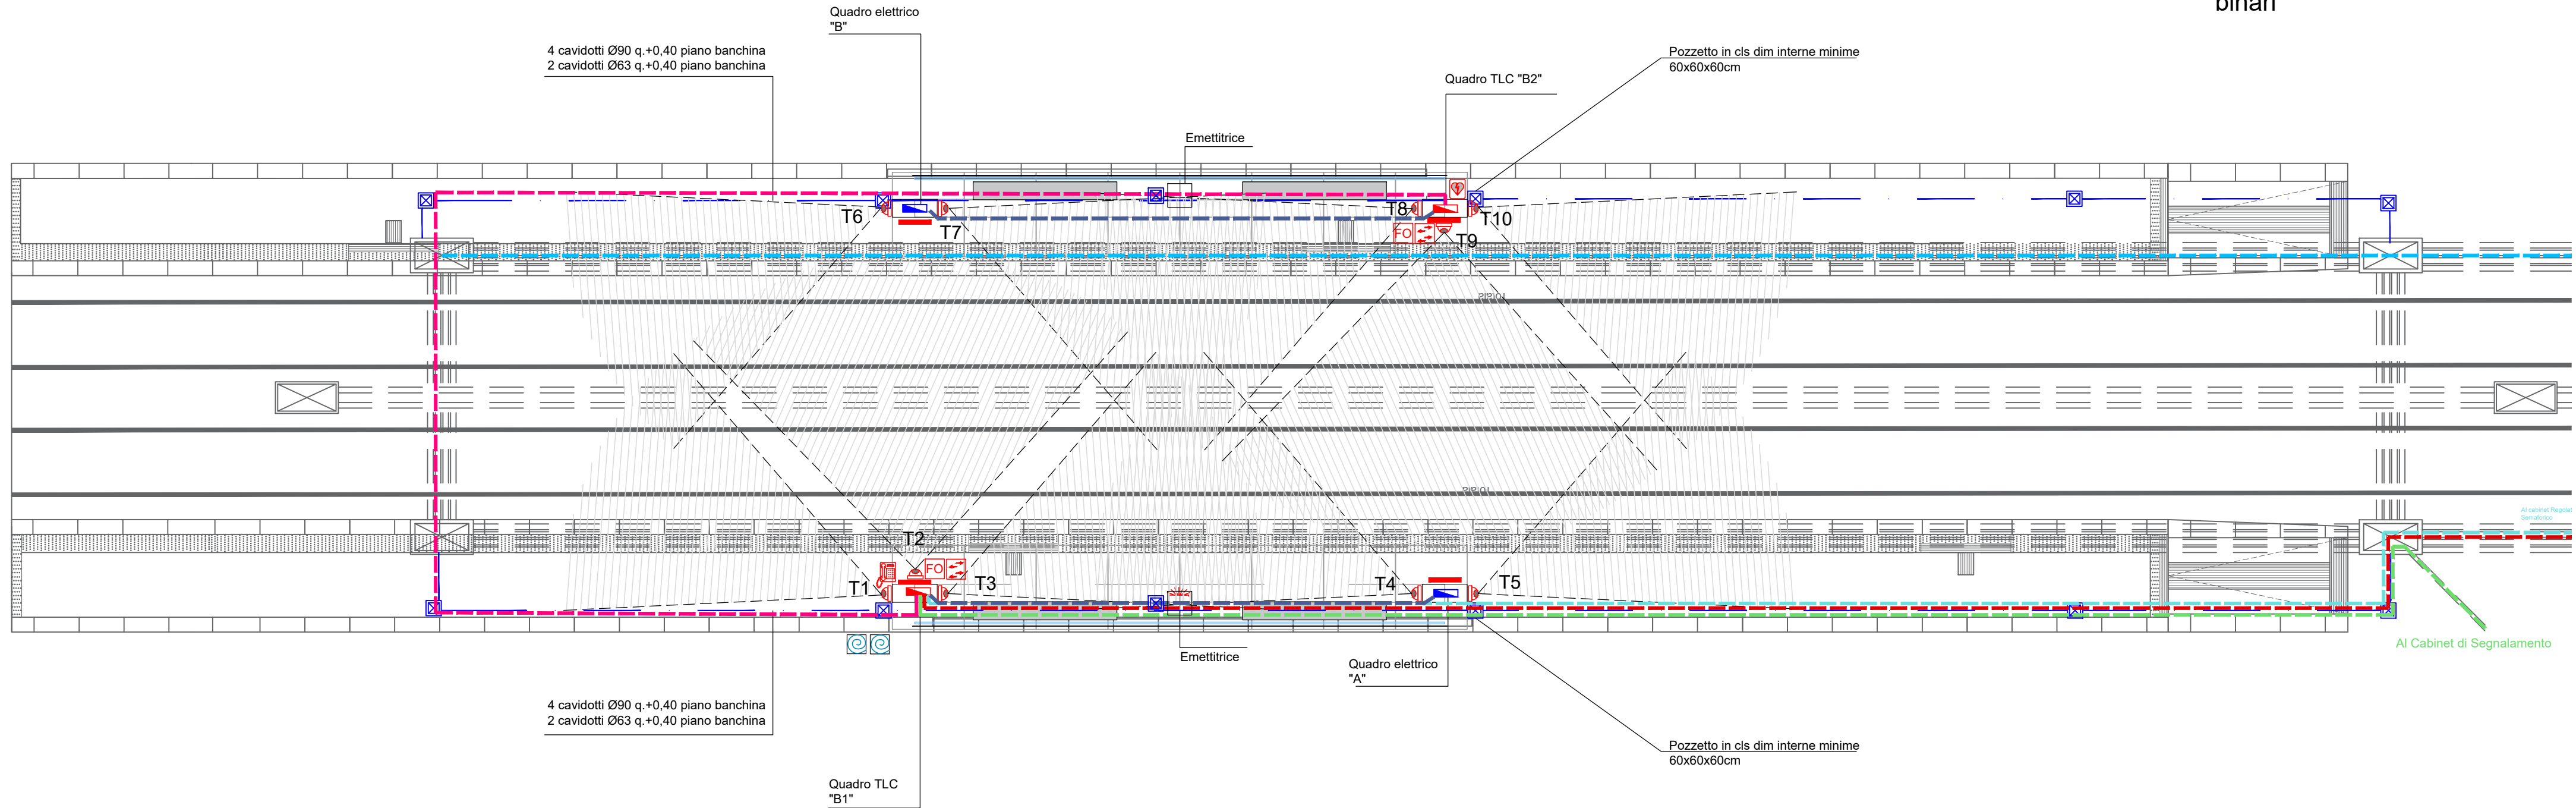 binari
Quadro elettrico
"B"
4 cavidotti Ø90 q.+0,40 piano banchina
2 cavidotti Ø63 q.+0,40 piano banchina
Pozzetto in cls dim interne minime
60x60x60cm
Quadro TLC "B2"
Emettitrice
T6
T7
T8
T10
FO
T9
T2
FO
T1
T3
T4
T5
Al cabinet
Semaforico
Al Cabinet di Segnalamento
Emettitrice
Quadro elettrico
"A"
4 cavidotti Ø90 q.+0,40 piano banchina
2 cavidotti Ø63 q.+0,40 piano banchina
Pozzetto in cls dim interne minime
60x60x60cm
Quadro TLC
"B1"